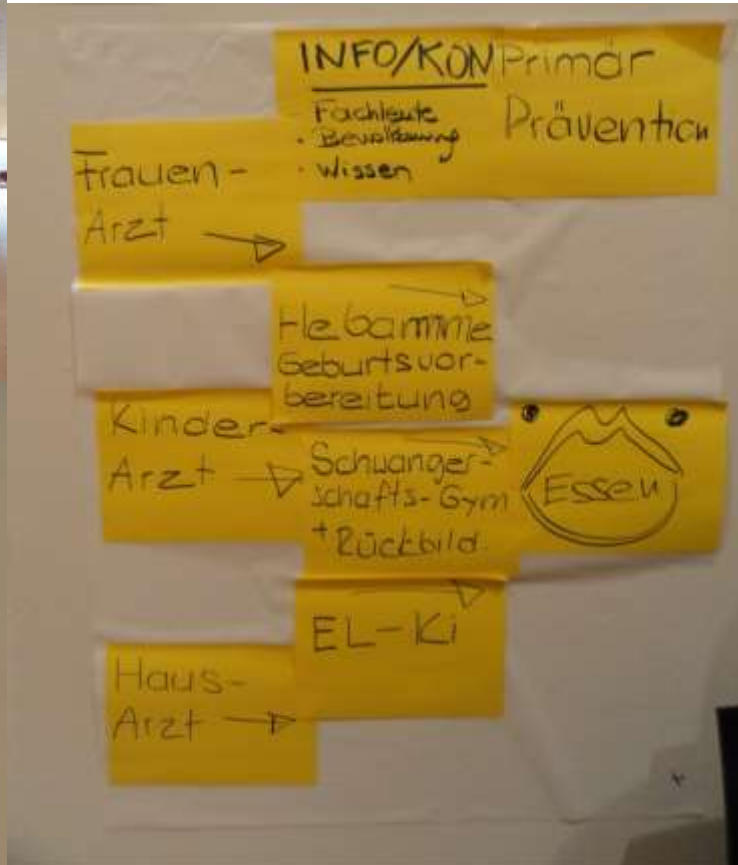 INFO/KON
- Fachleute
• Bevölkerung
• Wissen
Primär
Prävention
Frauen-
Arzt
Hebamme
Geburtsvor-
bereitung
Kinder-
Arzt
Schwanger-
schafts-Gym
+ Rückbild.
Essen
EL-Ki
Haus-
Arzt